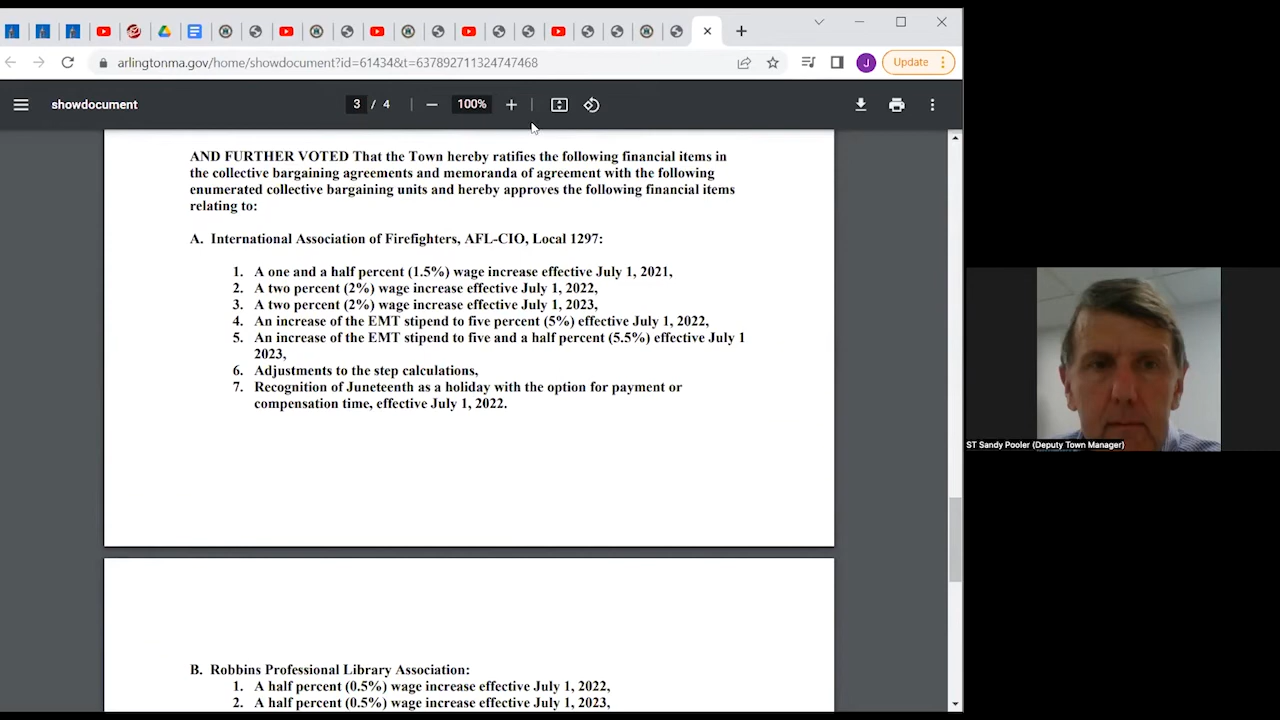 arlingtonma.gov/home/showdocument?id=61434&t=637892711324747468
J
Update
showdocument
3 / 4
100%
AND FURTHER VOTED That the Town hereby ratifies the following financial items in
the collective bargaining agreements and memoranda of agreement with the following
enumerated collective bargaining units and hereby approves the following financial items
relating to:
A. International Association of Firefighters, AFL-CIO, Local 1297:
1. A one and a half percent (1.5%) wage increase effective July 1, 2021,
2. A two percent (2%) wage increase effective July 1, 2022,
3. A two percent (2%) wage increase effective July 1, 2023,
4. An increase of the EMT stipend to five percent (5%) effective July 1, 2022,
5. An increase of the EMT stipend to five and a half percent (5.5%) effective July 1
2023,
6. Adjustments to the step calculations,
7. Recognition of Juneteenth as a holiday with the option for payment or
compensation time, effective July 1, 2022.
B. Robbins Professional Library Association:
1. A half percent (0.5%) wage increase effective July 1, 2022,
2. A half percent (0.5%) wage increase effective July 1, 2023,
ST Sandy Pooler (Deputy Town Manager)